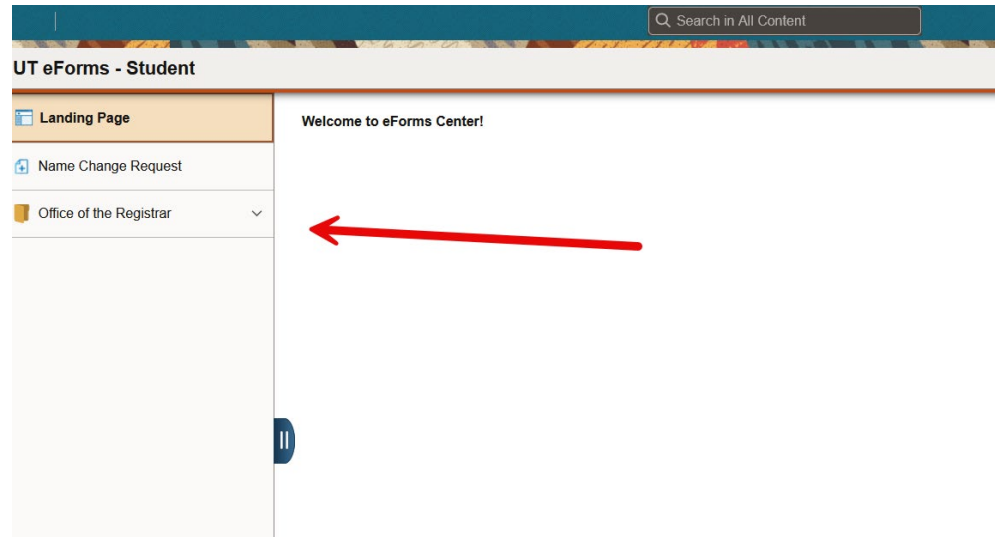 Search in All Content
UT eForms - Student
Landing Page
Welcome to eForms Center!
Name Change Request
Office of the Registrar